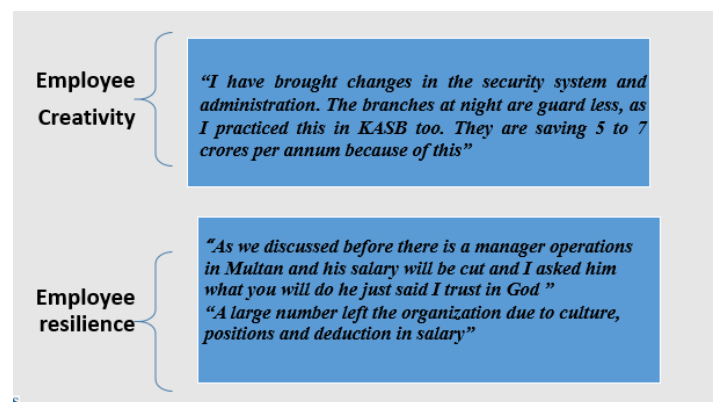 Employee
Creativity
“I have brought changes in the security system and
administration. The branches at night are guard less, as
I practiced this in KASB too. They are saving 5 to 7
crores per annum because of this”
Employee
resilience
“As we discussed before there is a manager operations
in Multan and his salary will be cut and I asked him
what you will do he just said I trust in God ”
“A large number left the organization due to culture,
positions and deduction in salary”